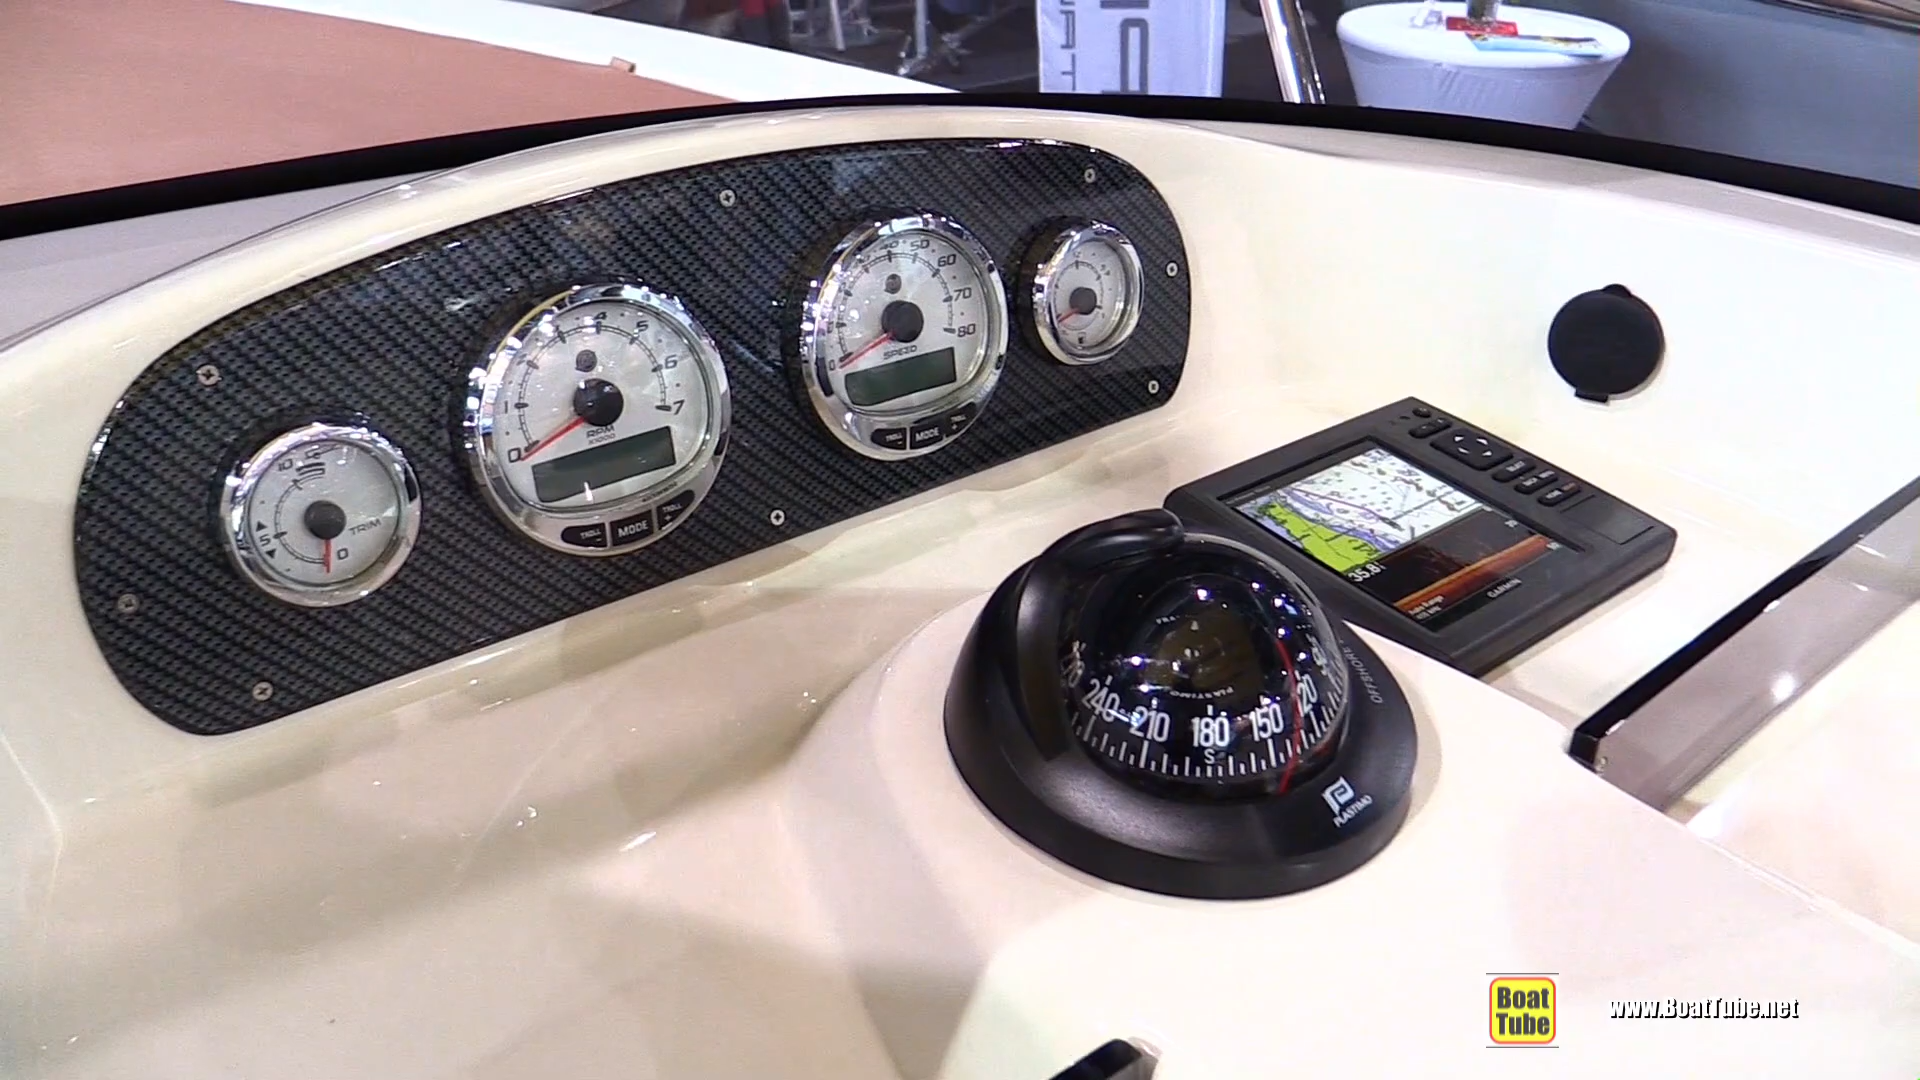 40 50
60
70
80
0
SPEED
TROLL -
MODE
TROLL +
4
5
6
7
1
0
RPM
X1000
TROLL -
MODE
TROLL +
10
5
0
TRIM
SELECT
35.8
GARMIN
OFFSHORE
PLASTIMO
240
210
180
150
120
S
PLASTIMO
Boat
Tube
www.BoatTube.net